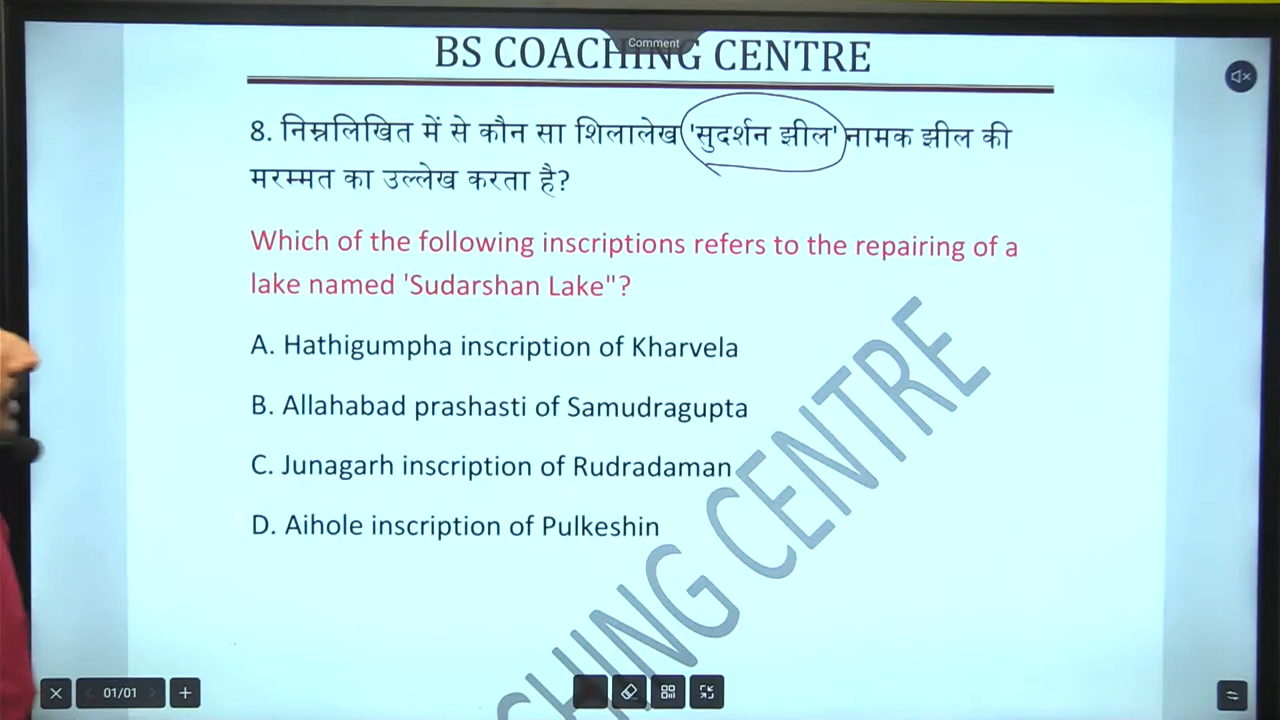 BS COACHING CENTRE
Comment
8. निम्नलिखित में से कौन सा शिलालेख 'सुदर्शन झील' नामक झील की
मरम्मत का उल्लेख करता है?
Which of the following inscriptions refers to the repairing of a
lake named 'Sudarshan Lake"?
A. Hathigumpha inscription of Kharvela
B. Allahabad prashasti of Samudragupta
C. Junagarh inscription of Rudradaman
D. Aihole inscription of Pulkeshin
CHING CENTRE
01/01